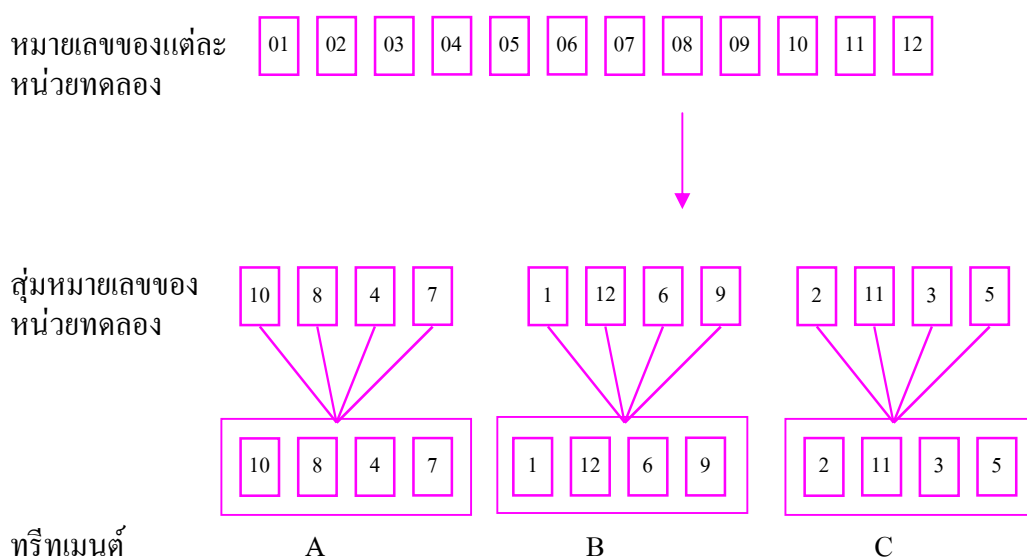 หมายเลขของแต่ละ
หน่วยทดลอง
01 02 03 04 05 06 07 08 09 10 11 12
สุ่มหมายเลขของ
หน่วยทดลอง
10 8 4 7 1 12 6 9 2 11 3 5
10 8 4 7 1 12 6 9 2 11 3 5
ทรีทเมนต์ A B C